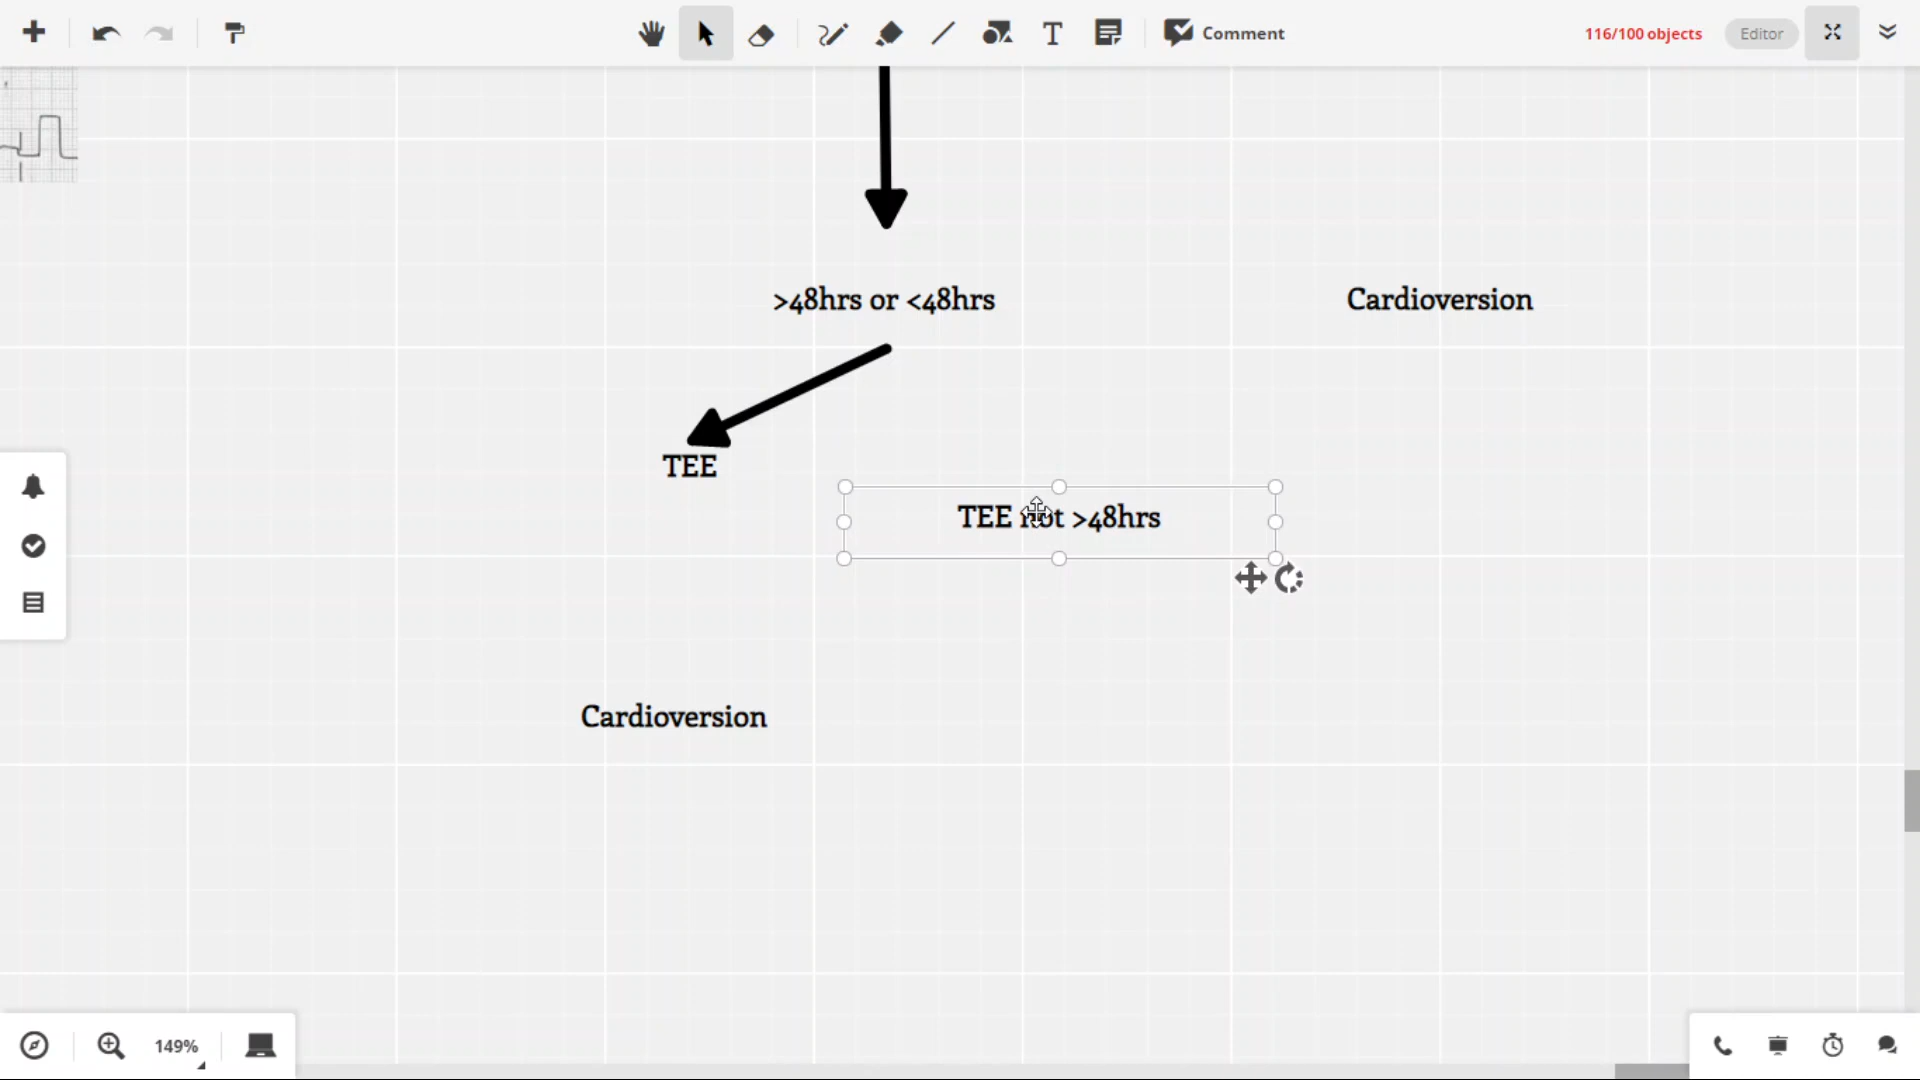 Comment
116/100 objects
Editor
>48hrs or <48hrs
Cardioversion
TEE
TEE not >48hrs
Cardioversion
149%